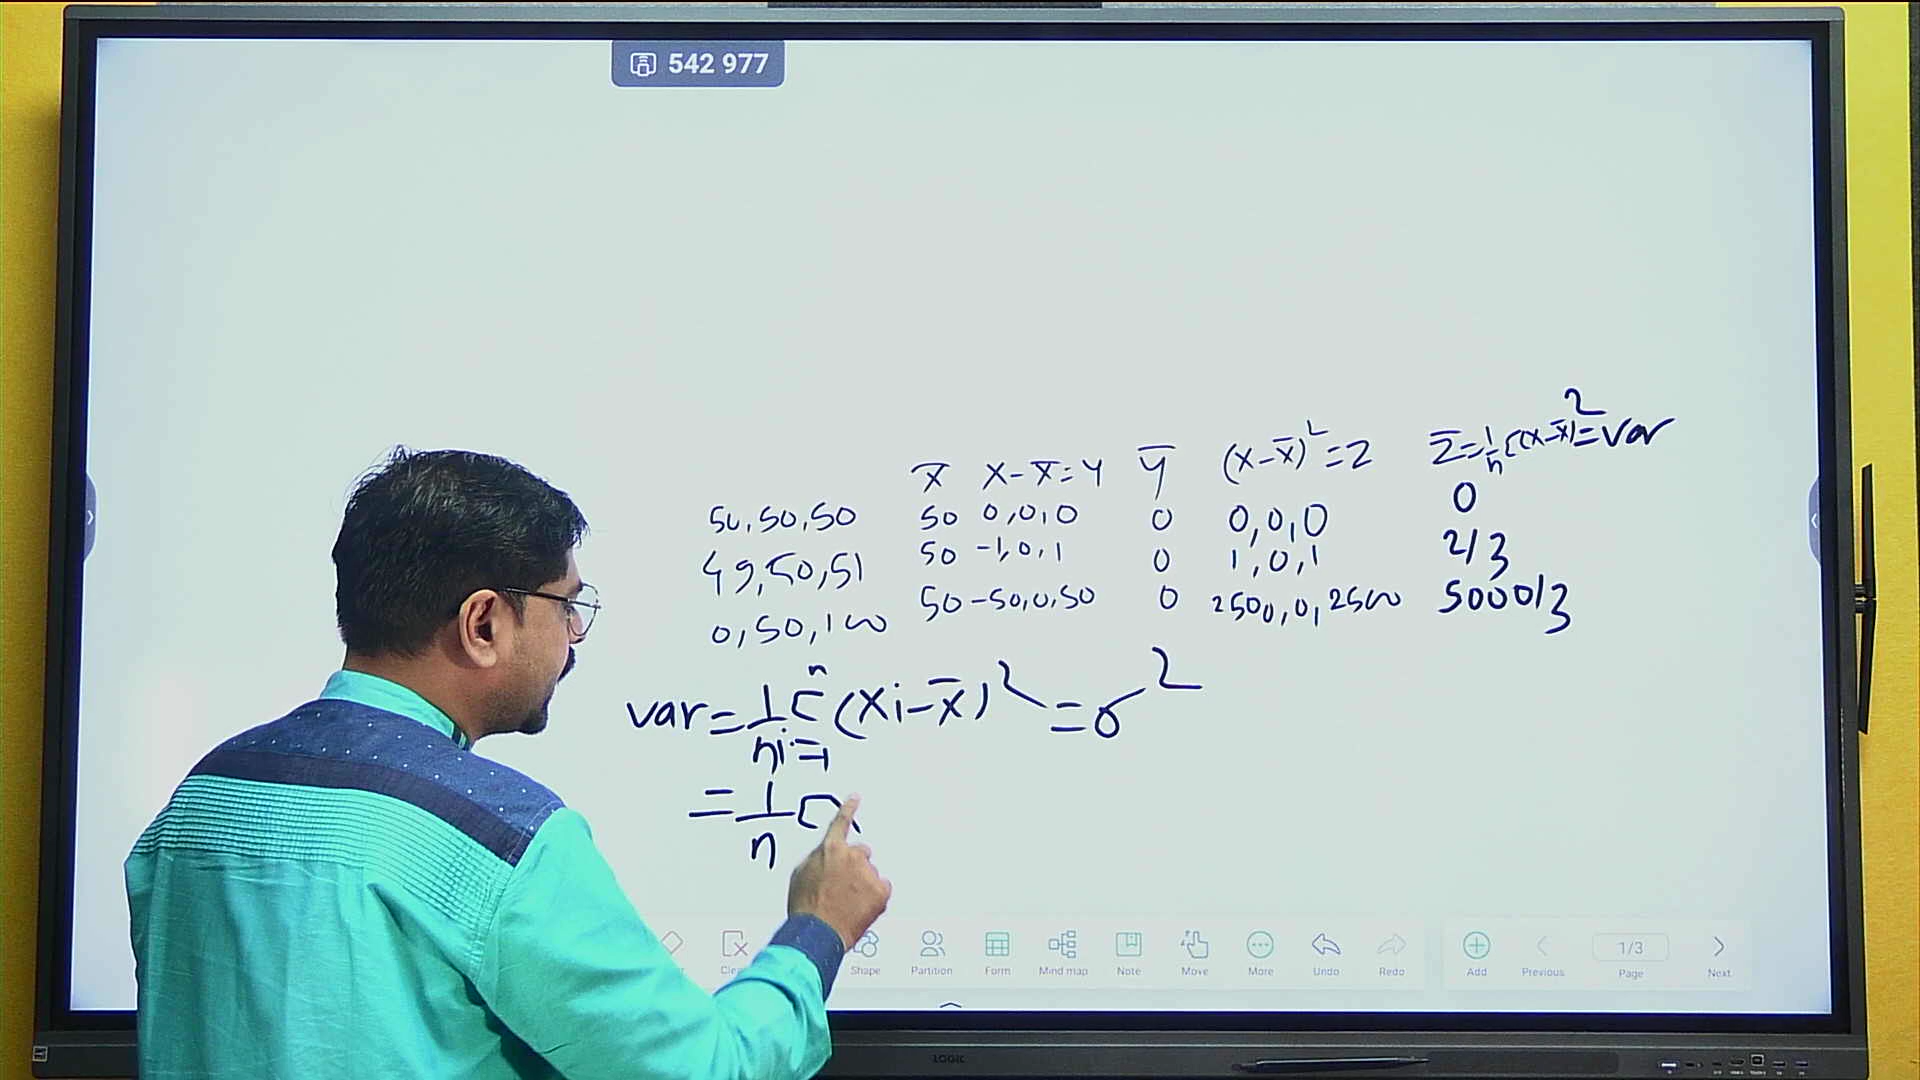 542 977
x̄ x-x̄=y ȳ (x-x̄)²=z z̄=1/n Σ(x-x̄)²=var
50,50,50 50 0,0,0 0 0,0,0 0
49,50,51 50 -1,0,1 0 1,0,1 2/3
0,50,100 50 -50,0,50 0 2500,0,2500 5000/3
var=1/n Σ i=1 n (xi-x̄)²=σ²
=1/n Σ
Shape Partition Form Mind map Note Move More Undo Redo Add Previous 1/3 Page Next
LOGIC